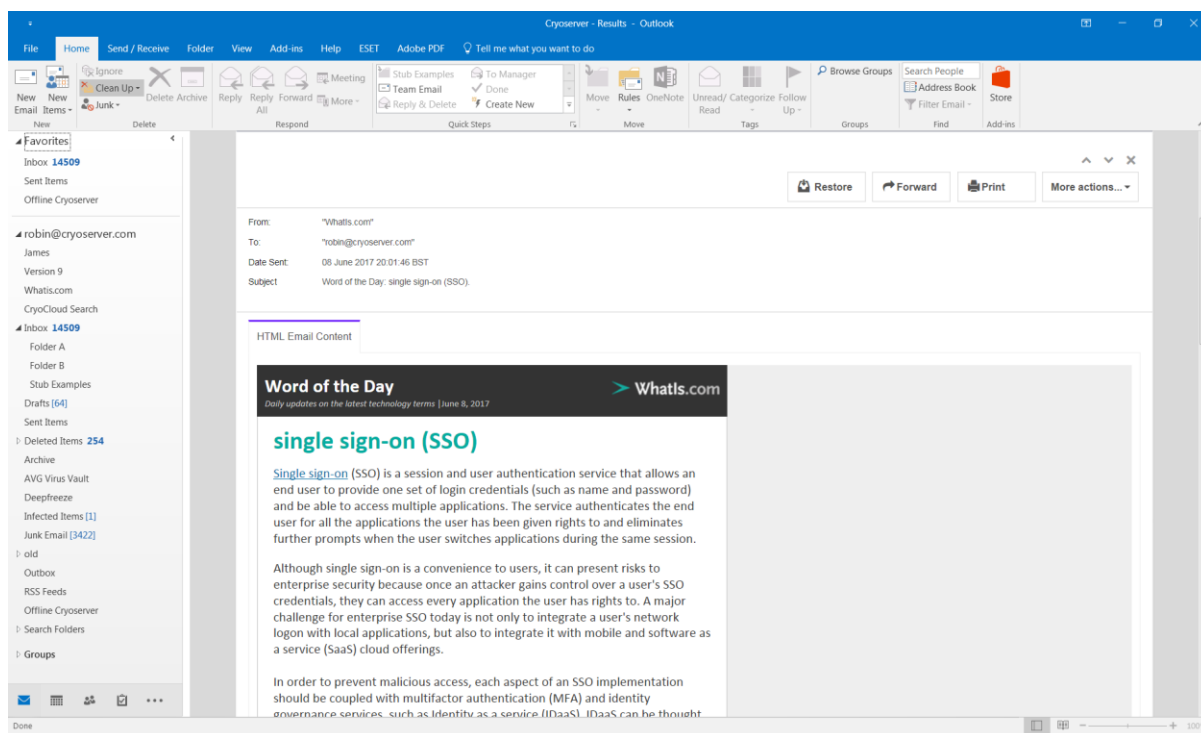 Cryoserver - Results - Outlook
File Home Send / Receive Folder View Add-ins Help ESET Adobe PDF Tell me what you want to do
New Email
New Items
Ignore
Clean Up
Junk
Delete
Archive
Reply
Reply All
Forward
Meeting
More
Stub Examples
Team Email
Reply & Delete
To Manager
Done
Create New
Move
Rules
OneNote
Unread/ Read
Categorize
Follow Up
Browse Groups
Search People
Address Book
Filter Email
Store
New Delete Respond Quick Steps Move Tags Groups Find Add-ins
Favorites
Inbox 14509
Sent Items
Offline Cryoserver
robin@cryoserver.com
James
Version 9
Whatis.com
CryoCloud Search
Inbox 14509
Folder A
Folder B
Stub Examples
Drafts [64]
Sent Items
Deleted Items 254
Archive
AVG Virus Vault
Deepfreeze
Infected Items [1]
Junk Email [3422]
old
Outbox
RSS Feeds
Offline Cryoserver
Search Folders
Groups
Restore Forward Print More actions...
From: "WhatIs.com"
To: "robin@cryoserver.com"
Date Sent: 08 June 2017 20:01:46 BST
Subject Word of the Day: single sign-on (SSO).
HTML Email Content
Word of the Day
WhatIs.com
Daily updates on the latest technology terms | June 8, 2017
single sign-on (SSO)
Single sign-on (SSO) is a session and user authentication service that allows an
end user to provide one set of login credentials (such as name and password)
and be able to access multiple applications. The service authenticates the end
user for all the applications the user has been given rights to and eliminates
further prompts when the user switches applications during the same session.
Although single sign-on is a convenience to users, it can present risks to
enterprise security because once an attacker gains control over a user's SSO
credentials, they can access every application the user has rights to. A major
challenge for enterprise SSO today is not only to integrate a user's network
logon with local applications, but also to integrate it with mobile and software as
a service (SaaS) cloud offerings.
In order to prevent malicious access, each aspect of an SSO implementation
should be coupled with multifactor authentication (MFA) and identity
governance services, such as Identity as a service (IDaaS). IDaaS can be thought
Done
100